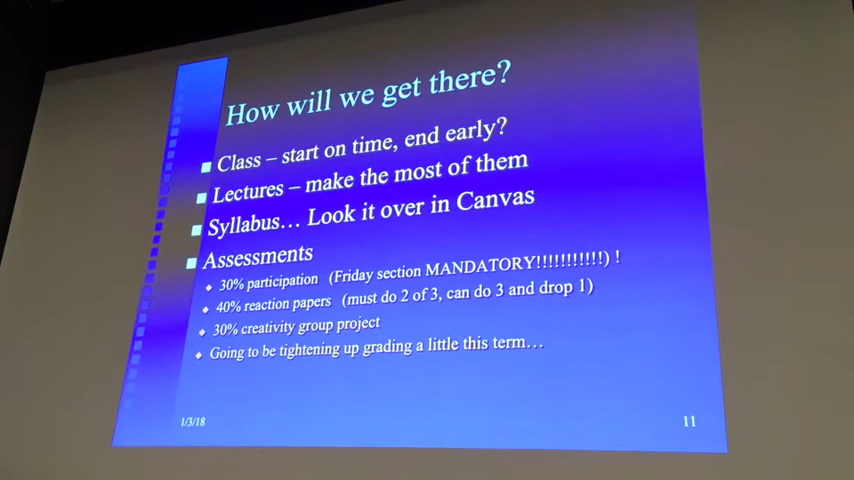 How will we get there?
Class – start on time, end early?
Lectures – make the most of them
Syllabus… Look it over in Canvas
Assessments
30% participation (Friday section MANDATORY!!!!!!!!!!!) !
40% reaction papers (must do 2 of 3, can do 3 and drop 1)
30% creativity group project
Going to be tightening up grading a little this term…
1/3/18
11